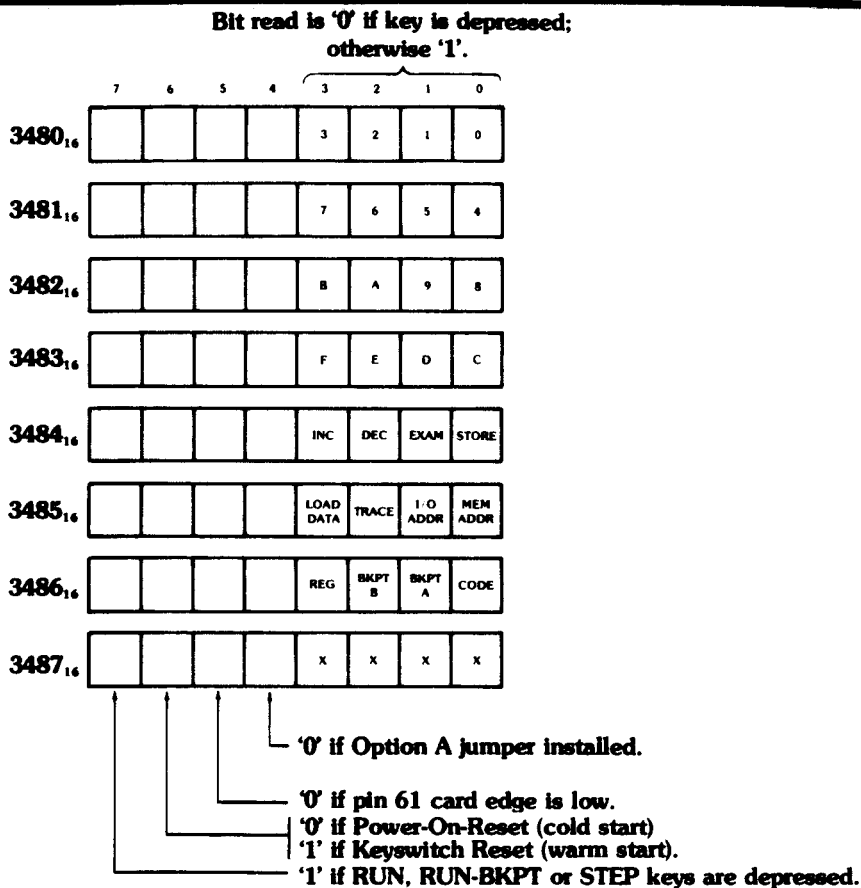 Bit read is ‘0’ if key is depressed;
otherwise ‘1’.
7 6 5 4 3 2 1 0
3480₁₆ 3 2 1 0
3481₁₆ 7 6 5 4
3482₁₆ B A 9 8
3483₁₆ F E D C
3484₁₆ INC DEC EXAM STORE
3485₁₆ LOAD DATA TRACE I/O ADDR MEM ADDR
3486₁₆ REG BKPT B BKPT A CODE
3487₁₆ X X X X
‘0’ if Option A jumper installed.
‘0’ if pin 61 card edge is low.
‘0’ if Power-On-Reset (cold start)
‘1’ if Keyswitch Reset (warm start).
‘1’ if RUN, RUN-BKPT or STEP keys are depressed.